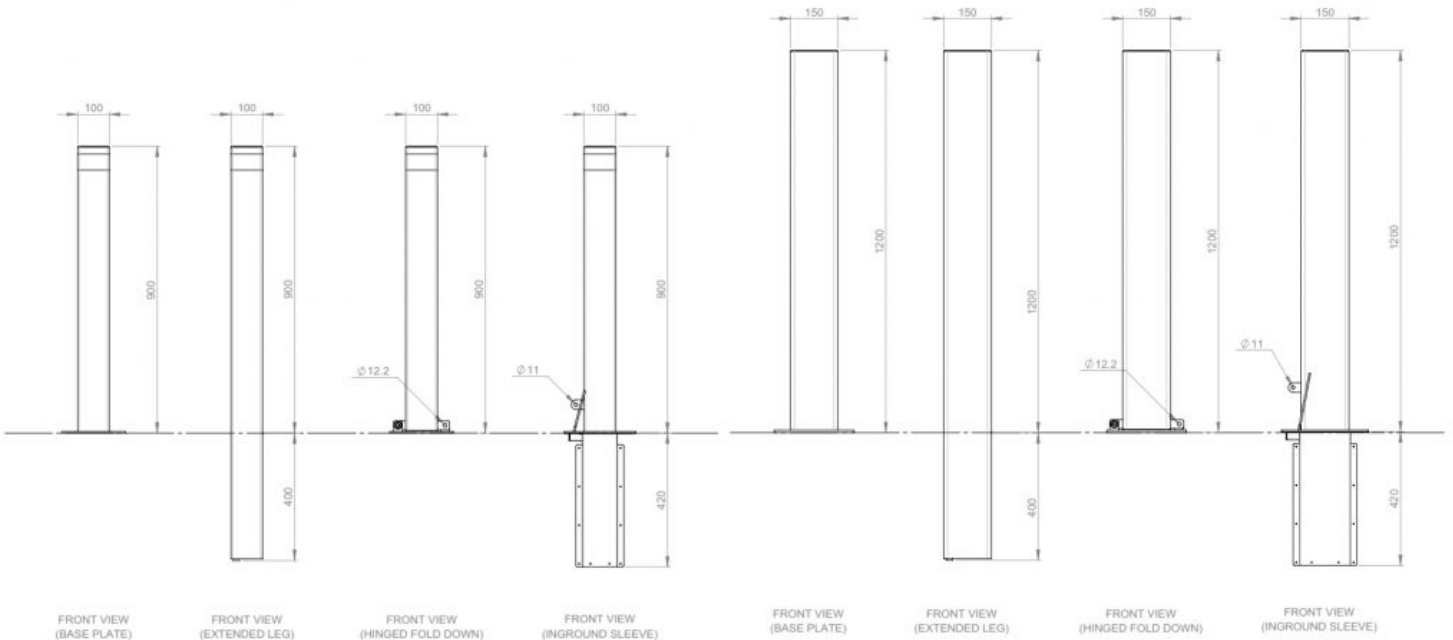 100
100
100
100
150
150
150
150
900
900
900
900
1200
1200
1200
1200
Ø12.2
Ø11
Ø12.2
Ø11
400
420
400
420
FRONT VIEW
(BASE PLATE)
FRONT VIEW
(EXTENDED LEG)
FRONT VIEW
(HINGED FOLD DOWN)
FRONT VIEW
(INGROUND SLEEVE)
FRONT VIEW
(BASE PLATE)
FRONT VIEW
(EXTENDED LEG)
FRONT VIEW
(HINGED FOLD DOWN)
FRONT VIEW
(INGROUND SLEEVE)